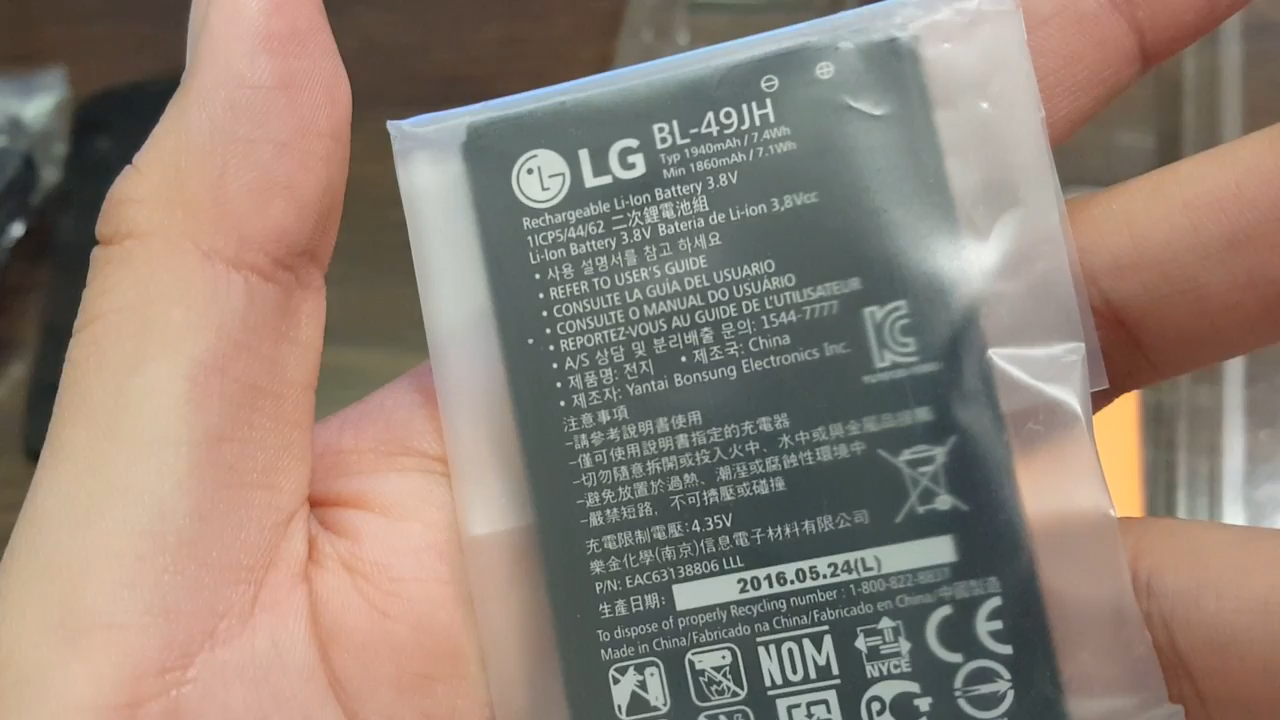 LG
BL-49JH
Typ 1940mAh / 7.4Wh
Min 1860mAh / 7.1Wh
Rechargeable Li-Ion Battery 3.8V
1ICP5/44/62 二次鋰電池組
Li-Ion Battery 3.8V Bateria de Li-ion 3,8Vcc
• 사용 설명서를 참고 하세요
• REFER TO USER'S GUIDE
• CONSULTE LA GUÍA DEL USUARIO
• CONSULTE O MANUAL DO USUÁRIO
• REPORTEZ-VOUS AU GUIDE DE L'UTILISATEUR
• A/S 상담 및 분리배출 문의: 1544-7777
• 제품명: 전지 • 제조국: China
• 제조자: Yantai Bonsung Electronics Inc.
注意事項
-請參考說明書使用
-僅可使用說明書指定的充電器
-切勿隨意拆開或投入火中、水中或與金屬品接觸
-避免放置於過熱、潮溼或腐蝕性環境中
-嚴禁短路，不可擠壓或碰撞
充電限制電壓:4.35V
樂金化學(南京)信息電子材料有限公司
P/N: EAC63138806 LLL
生產日期: 2016.05.24(L)
To dispose of properly Recycling number : 1-800-822-8837
Made in China/Fabricado na China/Fabricado en China/中國製造
NOM
NYCE
CE